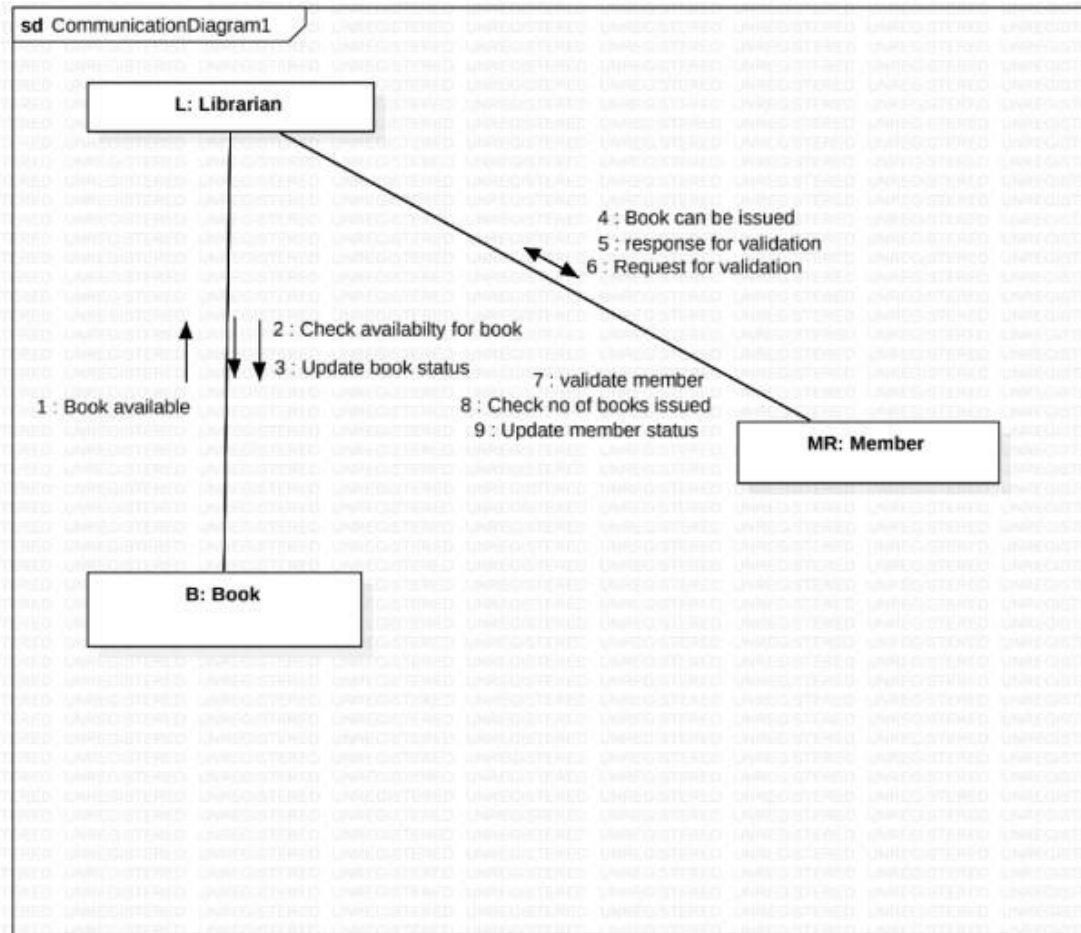 sd CommunicationDiagram1
L: Librarian
4 : Book can be issued
5 : response for validation
6 : Request for validation
2 : Check availabilty for book
3 : Update book status
1 : Book available
7 : validate member
8 : Check no of books issued
9 : Update member status
MR: Member
B: Book
UNREGISTERED